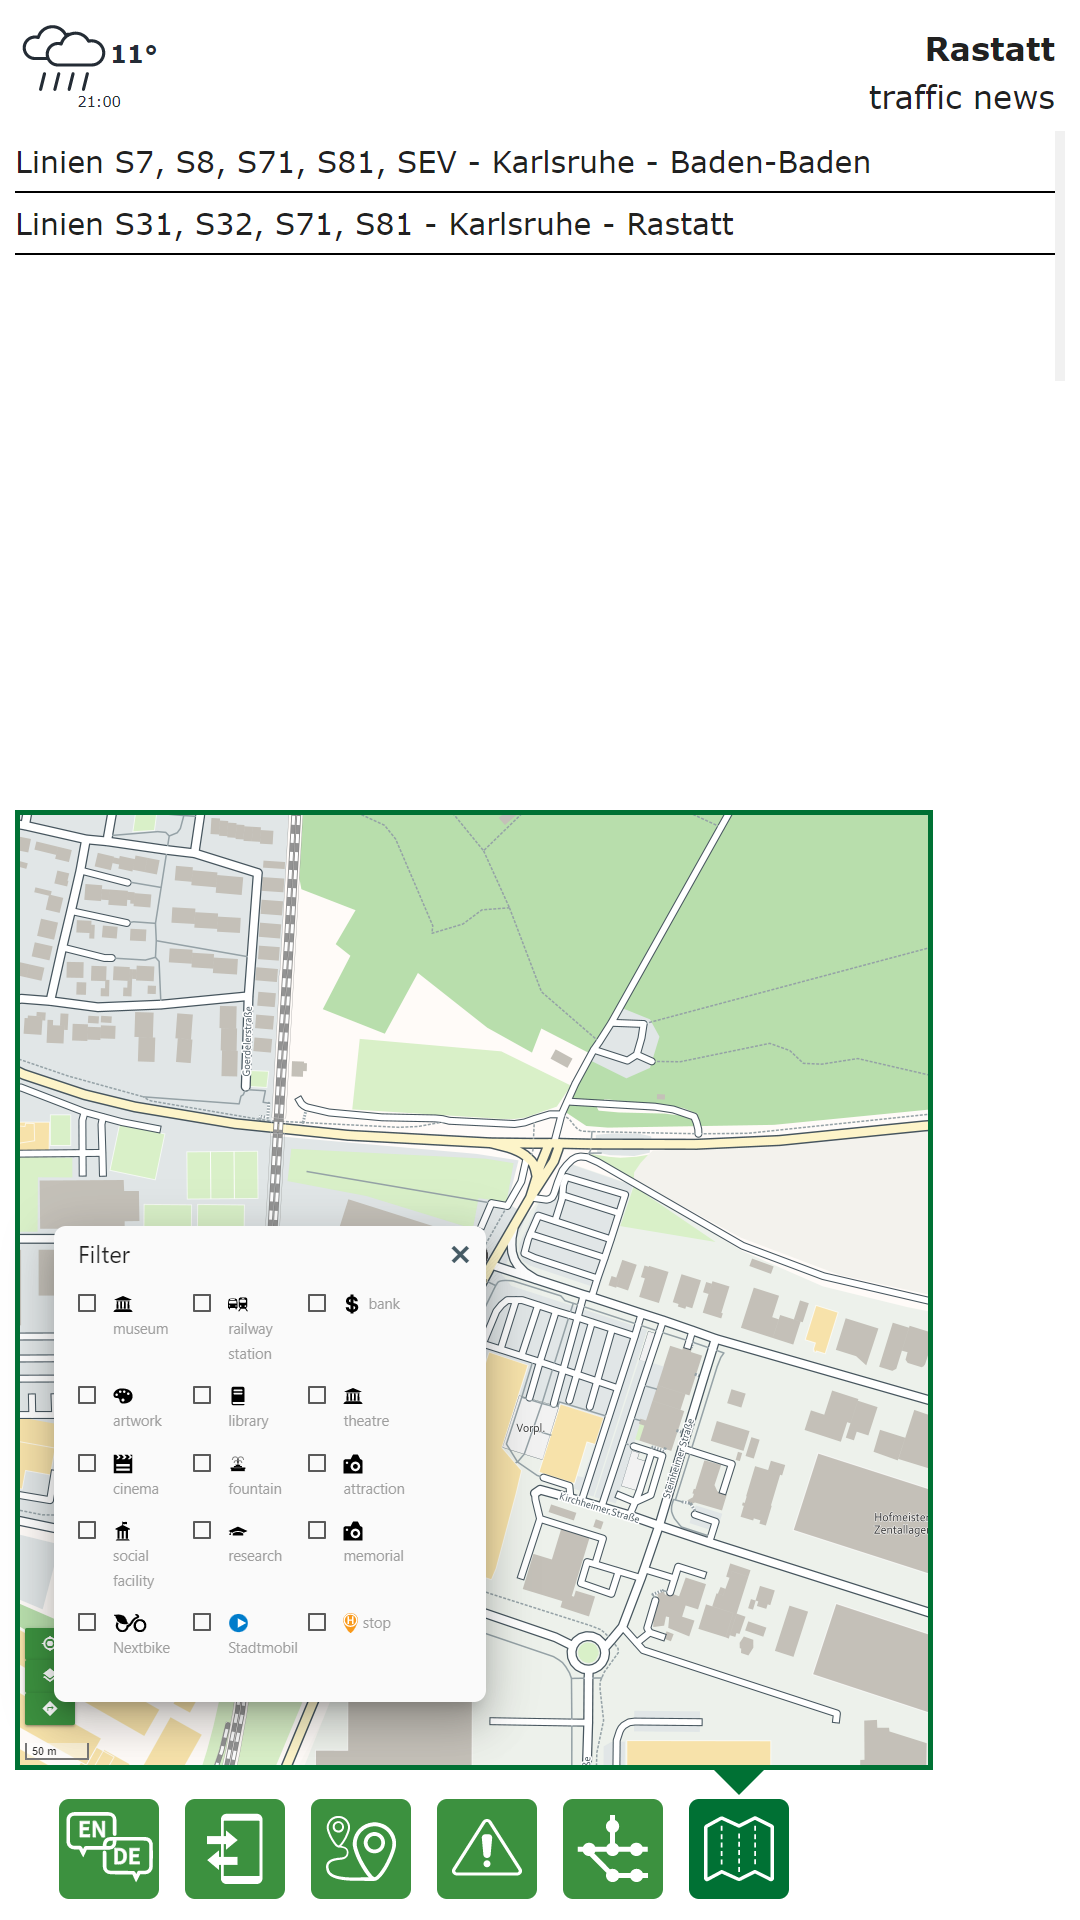 11°
21:00
Rastatt
traffic news
Linien S7, S8, S71, S81, SEV - Karlsruhe - Baden-Baden
Linien S31, S32, S71, S81 - Karlsruhe - Rastatt
Goerdelerstraße
Filter
museum
railway
station
bank
artwork
library
theatre
cinema
fountain
attraction
social
facility
research
memorial
Nextbike
Stadtmobil
H stop
Vorpl.
Kirchheimer Straße
Steinheimer Straße
Hofmeister
Zentallager
50 m
EN
DE